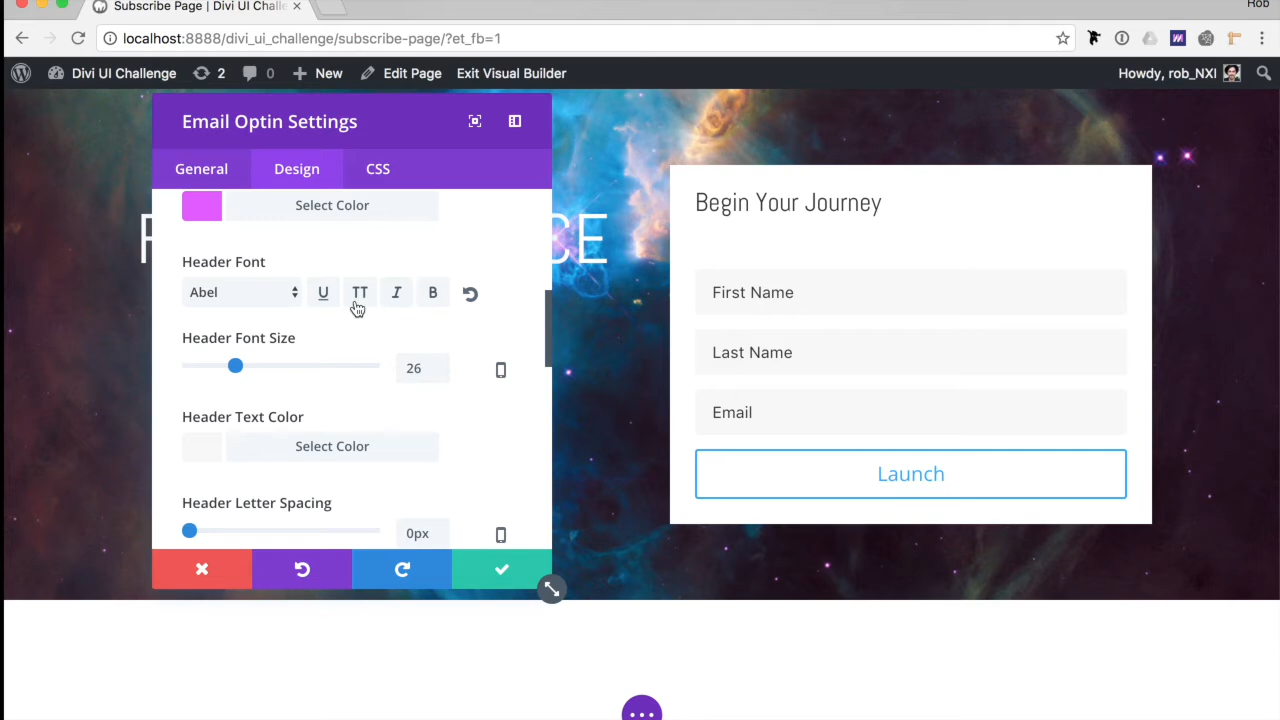 Subscribe Page | Divi UI Challe
Rob
localhost:8888/divi_ui_challenge/subscribe-page/?et_fb=1
Divi UI Challenge 2 0 New Edit Page Exit Visual Builder Howdy, rob_NXI
Email Optin Settings
General Design CSS
Select Color
CE
Header Font
Abel U TT I B
Header Font Size
26
Header Text Color
Select Color
Header Letter Spacing
0px
Begin Your Journey
First Name
Last Name
Email
Launch